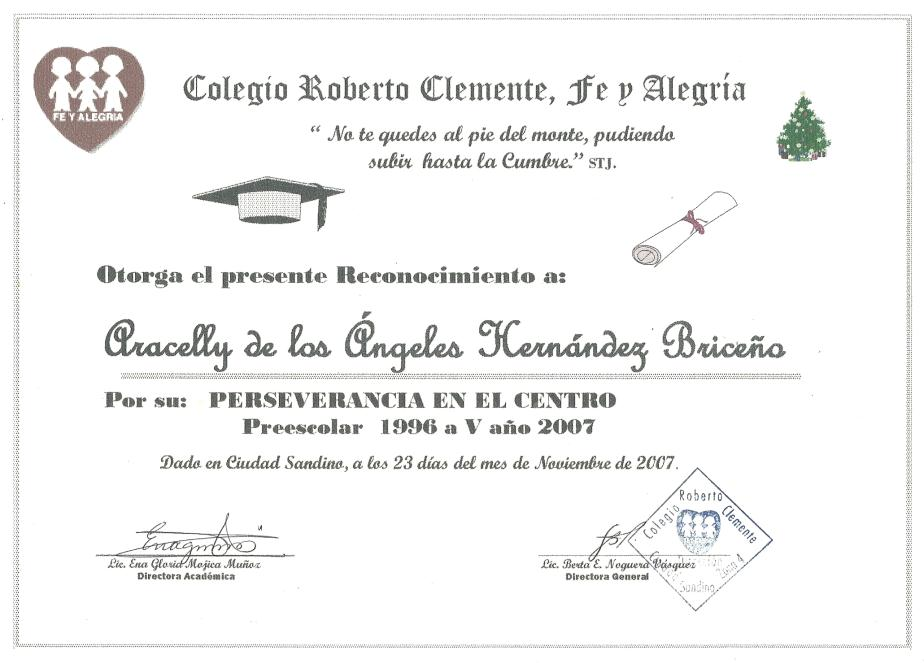 FE Y ALEGRIA
Colegio Roberto Clemente, Fe y Alegría
“ No te quedes al pie del monte, pudiendo
subir hasta la Cumbre.” STJ.
Otorga el presente Reconocimiento a:
Aracelly de los Ángeles Hernández Briceño
Por su: PERSEVERANCIA EN EL CENTRO
Preescolar 1996 a V año 2007
Dado en Ciudad Sandino, a los 23 días del mes de Noviembre de 2007.
Lic. Ena Gloria Mojica Muñoz
Directora Académica
Lic. Berta E. Noguera Vásquez
Directora General
Colegio Roberto Clemente
Zona 4
Sandino